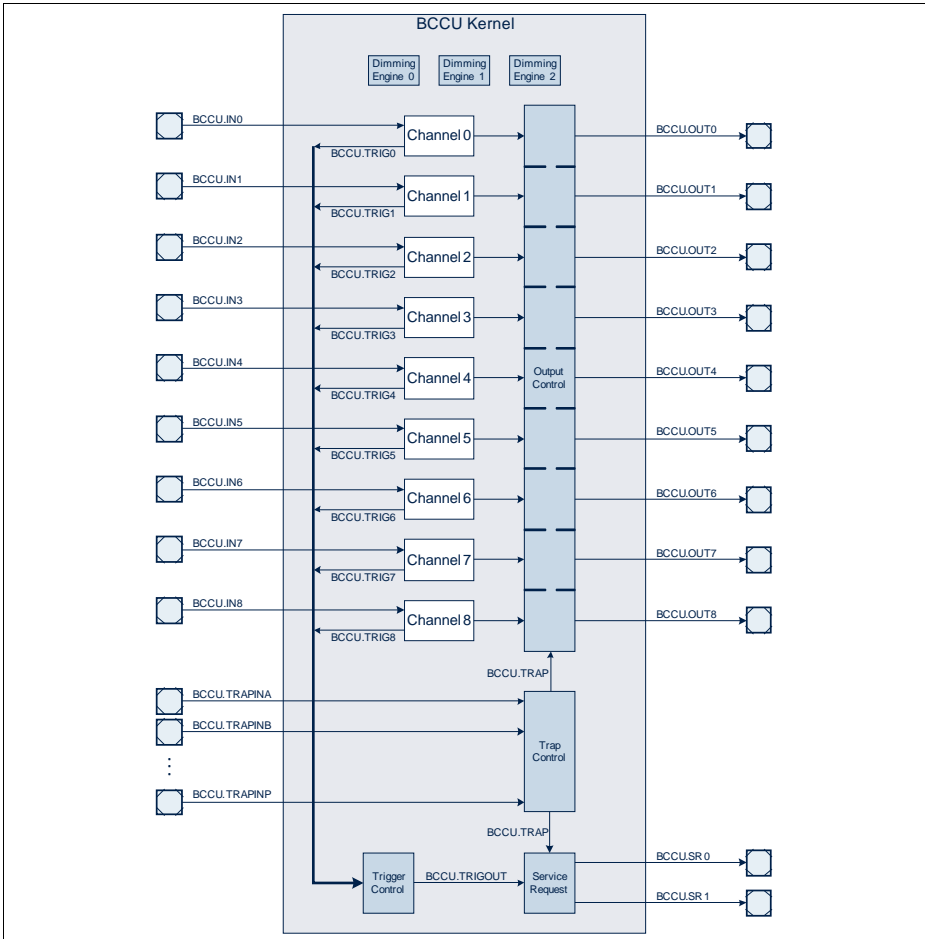 BCCU Kernel
Dimming
Engine 0
Dimming
Engine 1
Dimming
Engine 2
BCCU.IN0
Channel 0
BCCU.TRIG0
BCCU.OUT0
BCCU.IN1
Channel 1
BCCU.TRIG1
BCCU.OUT1
BCCU.IN2
Channel 2
BCCU.TRIG2
BCCU.OUT2
BCCU.IN3
Channel 3
BCCU.TRIG3
BCCU.OUT3
BCCU.IN4
Channel 4
BCCU.TRIG4
Output
Control
BCCU.OUT4
BCCU.IN5
Channel 5
BCCU.TRIG5
BCCU.OUT5
BCCU.IN6
Channel 6
BCCU.TRIG6
BCCU.OUT6
BCCU.IN7
Channel 7
BCCU.TRIG7
BCCU.OUT7
BCCU.IN8
Channel 8
BCCU.TRIG8
BCCU.OUT8
BCCU.TRAP
BCCU.TRAPINA
BCCU.TRAPINB
⋮
BCCU.TRAPINP
Trap
Control
BCCU.TRAP
Trigger
Control
BCCU.TRIGOUT
Service
Request
BCCU.SR0
BCCU.SR1